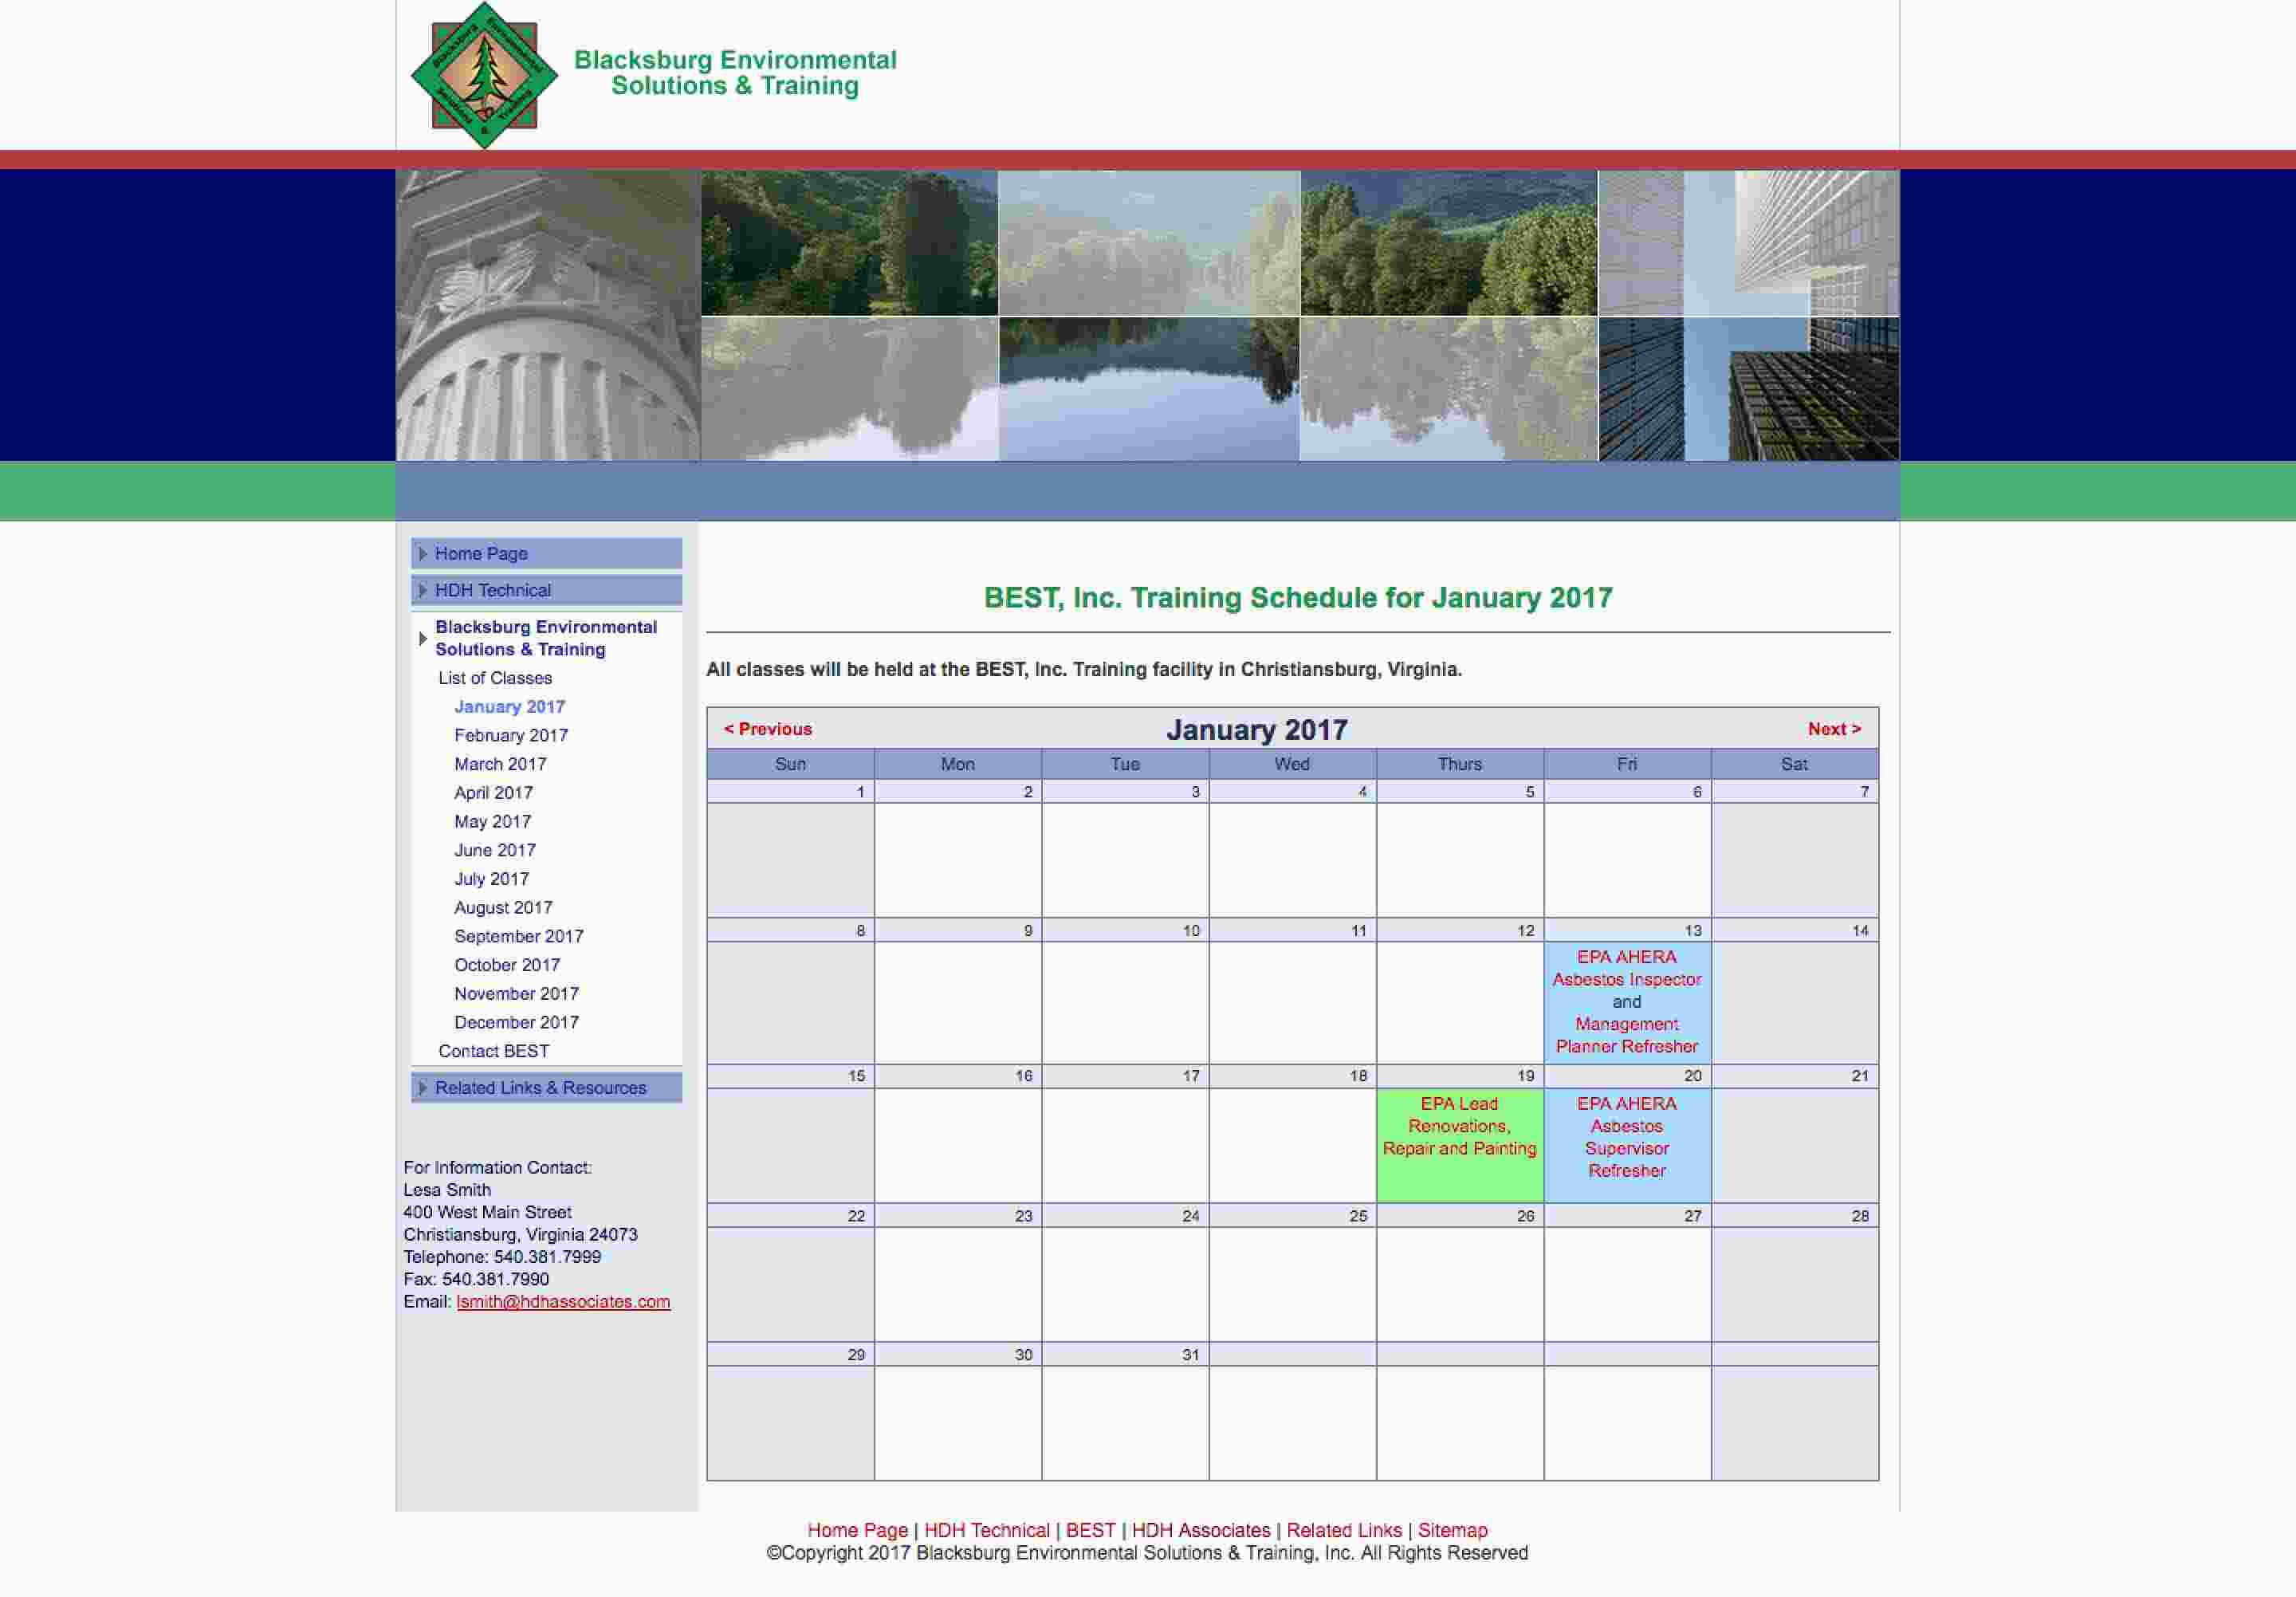 Blacksburg Environmental Solutions & Training
Blacksburg Environmental
Solutions & Training
Home Page
HDH Technical
Blacksburg Environmental
Solutions & Training
List of Classes
January 2017
February 2017
March 2017
April 2017
May 2017
June 2017
July 2017
August 2017
September 2017
October 2017
November 2017
December 2017
Contact BEST
Related Links & Resources
For Information Contact:
Lesa Smith
400 West Main Street
Christiansburg, Virginia 24073
Telephone: 540.381.7999
Fax: 540.381.7990
Email: lsmith@hdhassociates.com
BEST, Inc. Training Schedule for January 2017
All classes will be held at the BEST, Inc. Training facility in Christiansburg, Virginia.
< Previous January 2017 Next >
Sun Mon Tue Wed Thurs Fri Sat
1 2 3 4 5 6 7
8 9 10 11 12 13 14
EPA AHERA
Asbestos Inspector
and
Management
Planner Refresher
15 16 17 18 19 20 21
EPA Lead
Renovations,
Repair and Painting
EPA AHERA
Asbestos
Supervisor
Refresher
22 23 24 25 26 27 28
29 30 31
Home Page | HDH Technical | BEST | HDH Associates | Related Links | Sitemap
©Copyright 2017 Blacksburg Environmental Solutions & Training, Inc. All Rights Reserved